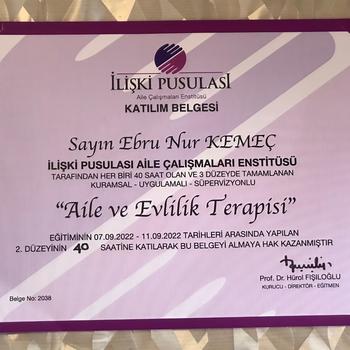 İLİŞKİ PUSULASI
Aile Çalışmaları Enstitüsü
KATILIM BELGESİ
Sayın Ebru Nur KEMEÇ
İLİŞKİ PUSULASI AİLE ÇALIŞMALARI ENSTİTÜSÜ
TARAFINDAN HER BİRİ 40 SAAT OLAN VE 3 DÜZEYDE TAMAMLANAN
KURAMSAL - UYGULAMALI - SÜPERVİZYONLU
"Aile ve Evlilik Terapisi"
EĞİTİMİNİN 07.09.2022 - 11.09.2022 TARİHLERİ ARASINDA YAPILAN
2. DÜZEYİNİN 40 SAATİNE KATILARAK BU BELGEYİ ALMAYA HAK KAZANMIŞTIR
Prof. Dr. Hürol FIŞILOĞLU
KURUCU - DİREKTÖR - EĞİTMEN
Belge No: 2038